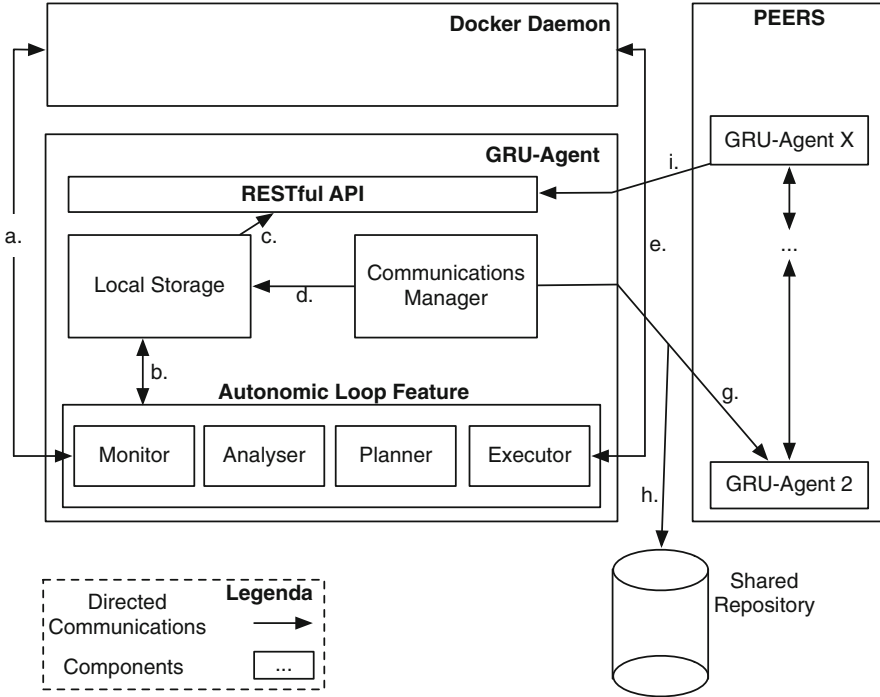 Docker Daemon
PEERS
GRU-Agent
GRU-Agent X
i.
RESTful API
a.
c.
e.
...
Local Storage
d.
Communications
Manager
b.
g.
Autonomic Loop Feature
Monitor
Analyser
Planner
Executor
GRU-Agent 2
h.
Legenda
Directed
Communications
Components
...
Shared
Repository